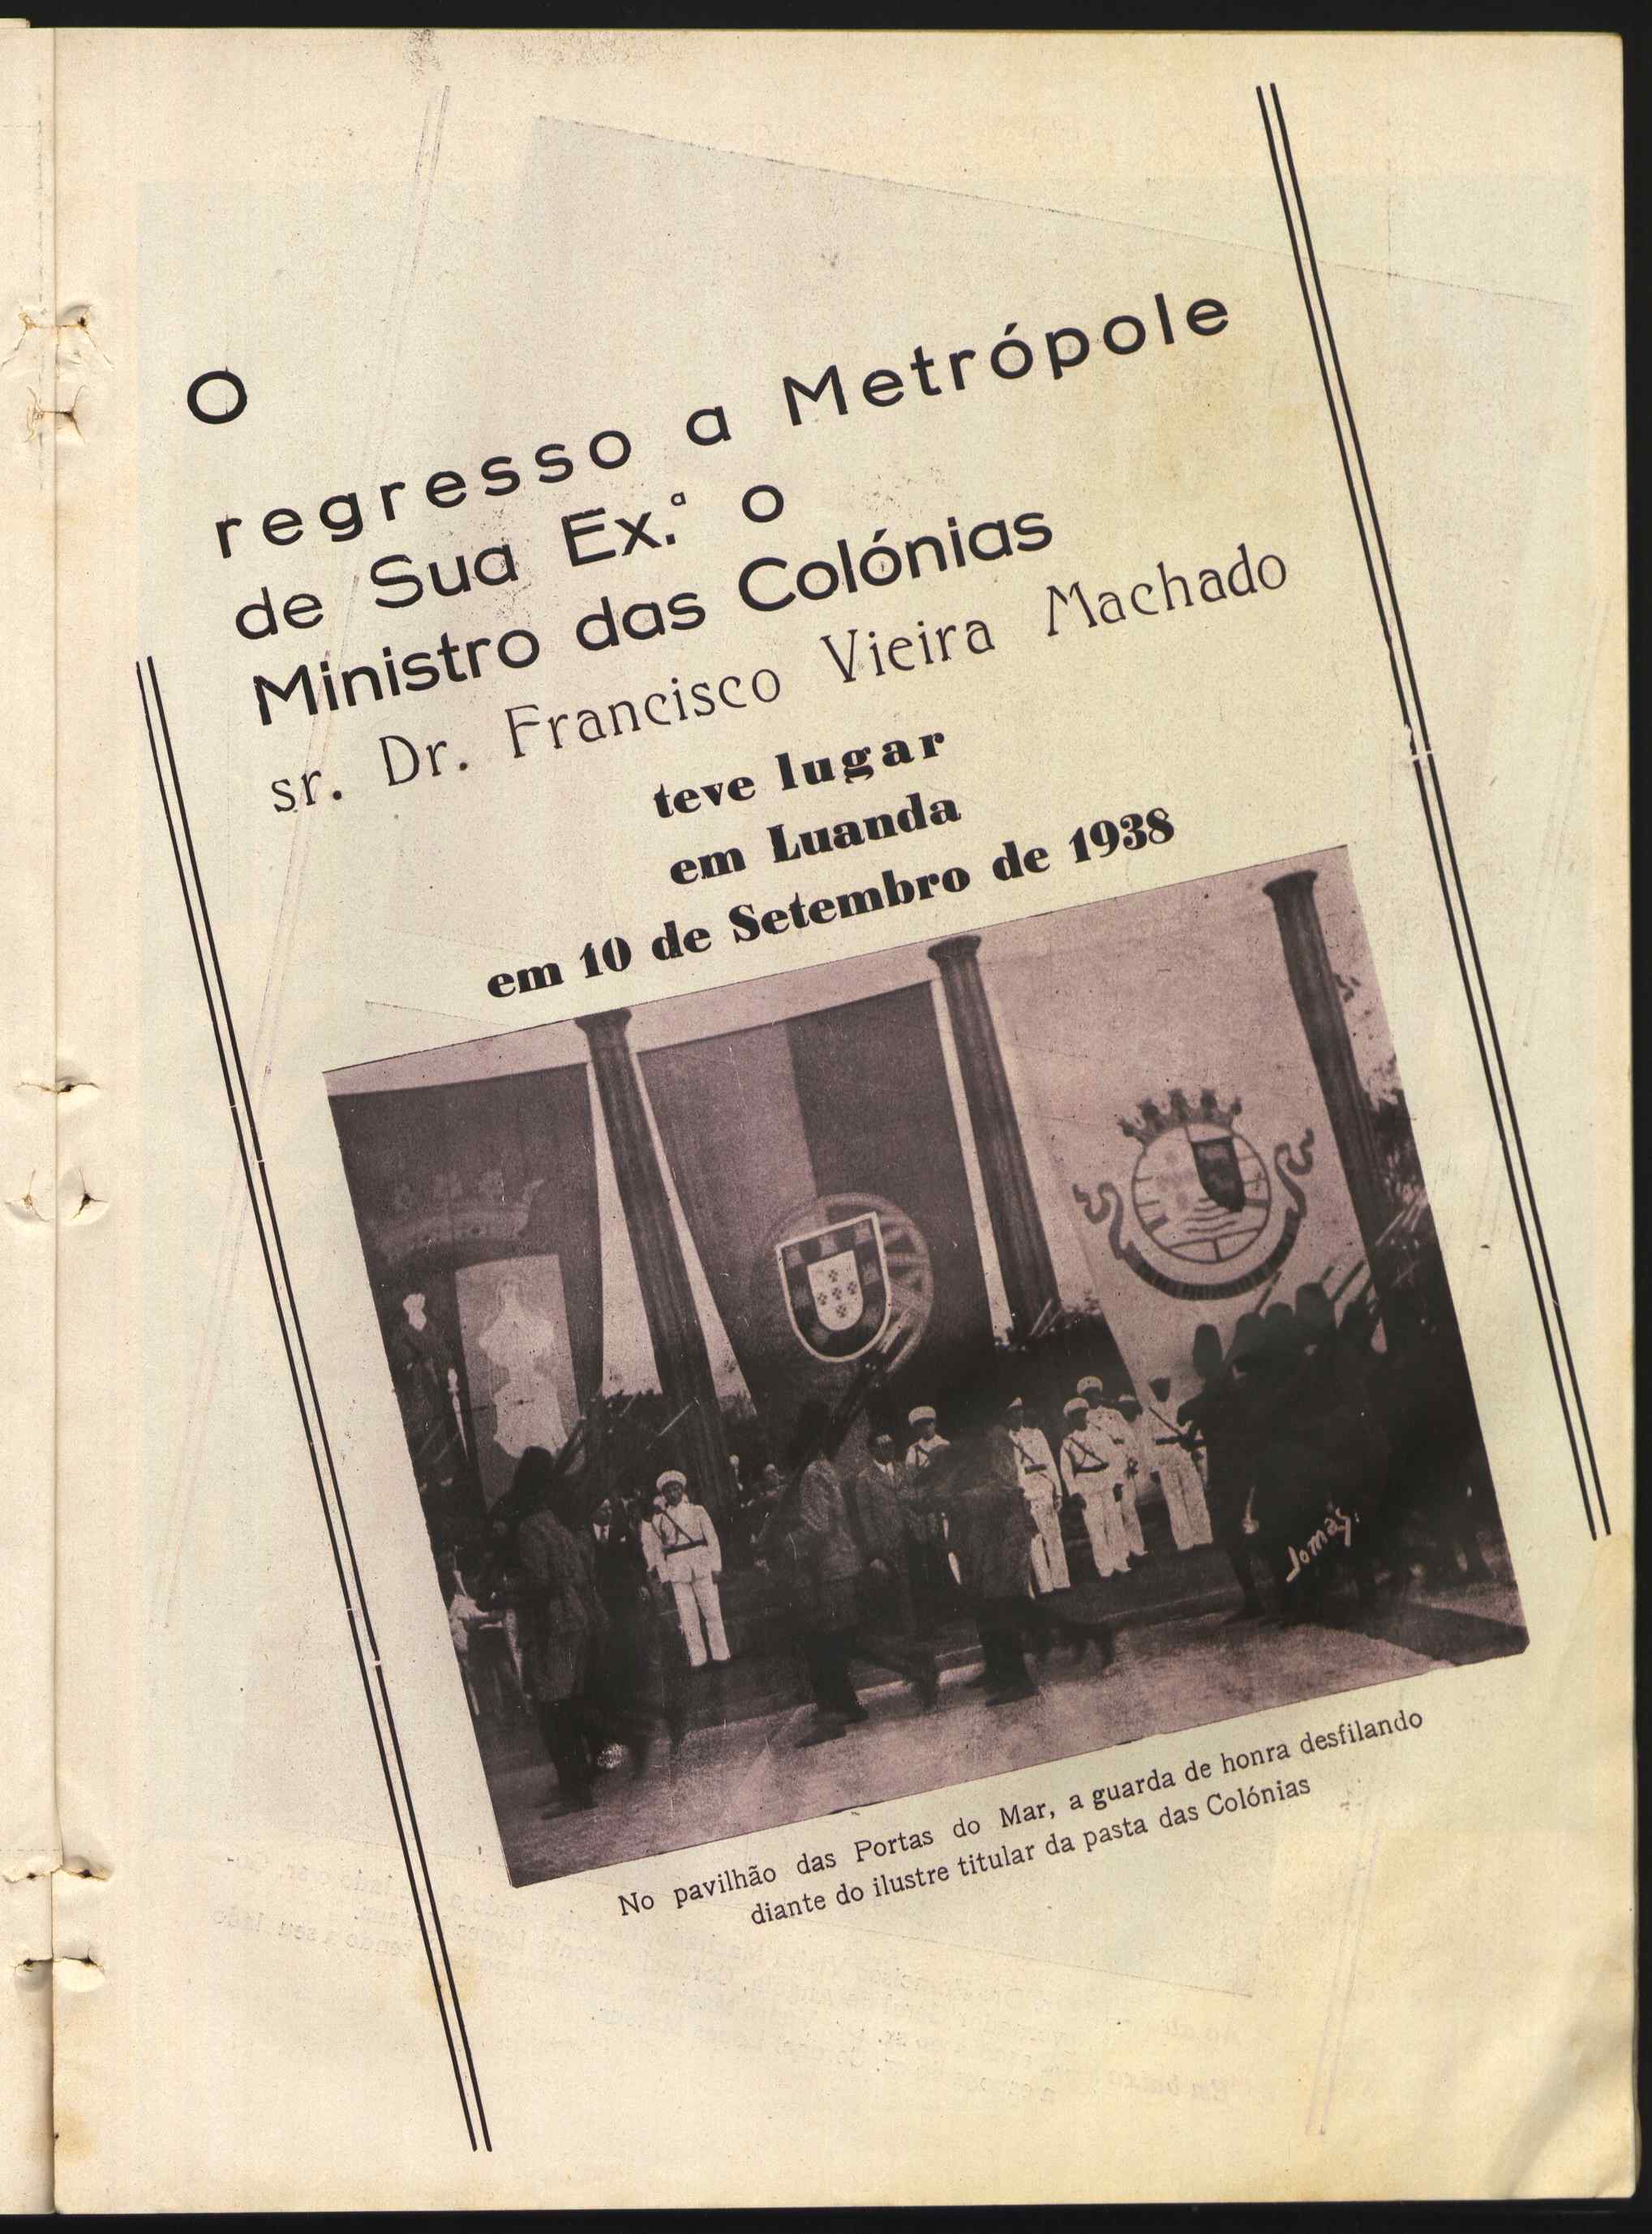 O
regresso a Metrópole
de Sua Ex.ª o
Ministro das Colónias
sr. Dr. Francisco Vieira Machado
teve lugar
em Luanda
em 10 de Setembro de 1938
Jomas.
No pavilhão das Portas do Mar, a guarda de honra desfilando
diante do ilustre titular da pasta das Colónias